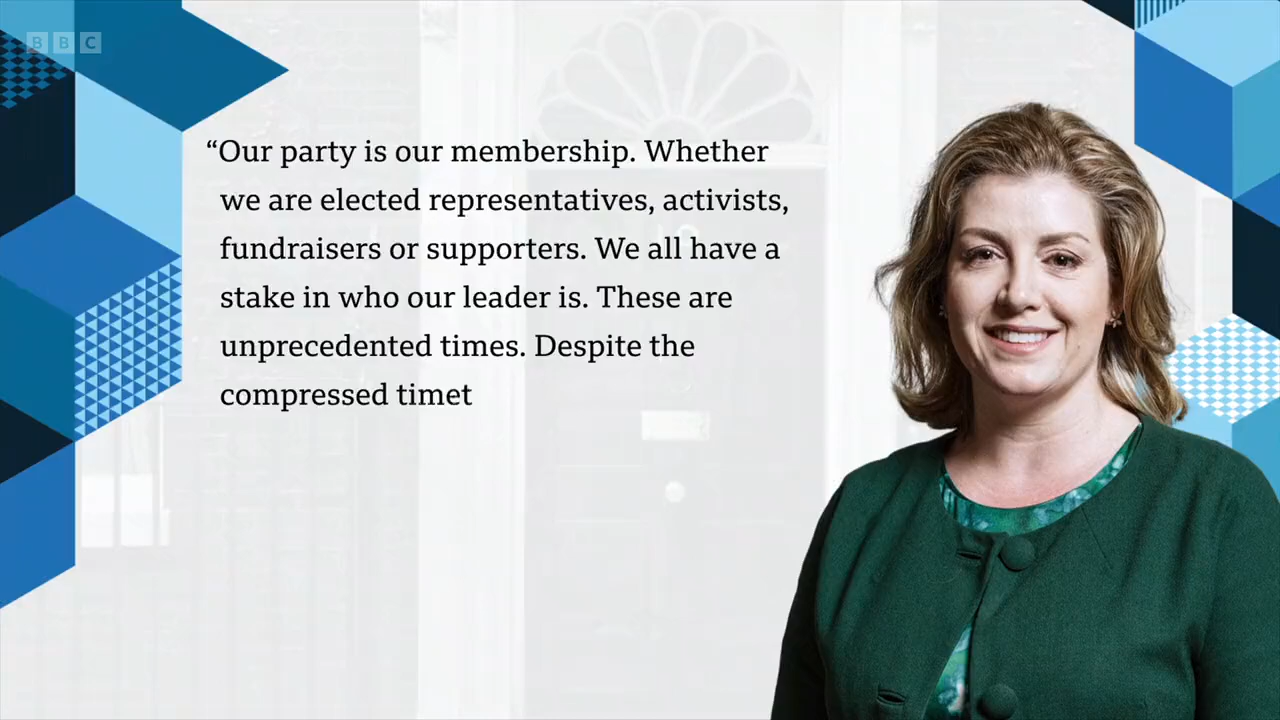 BBC
“Our party is our membership. Whether
we are elected representatives, activists,
fundraisers or supporters. We all have a
stake in who our leader is. These are
unprecedented times. Despite the
compressed timet